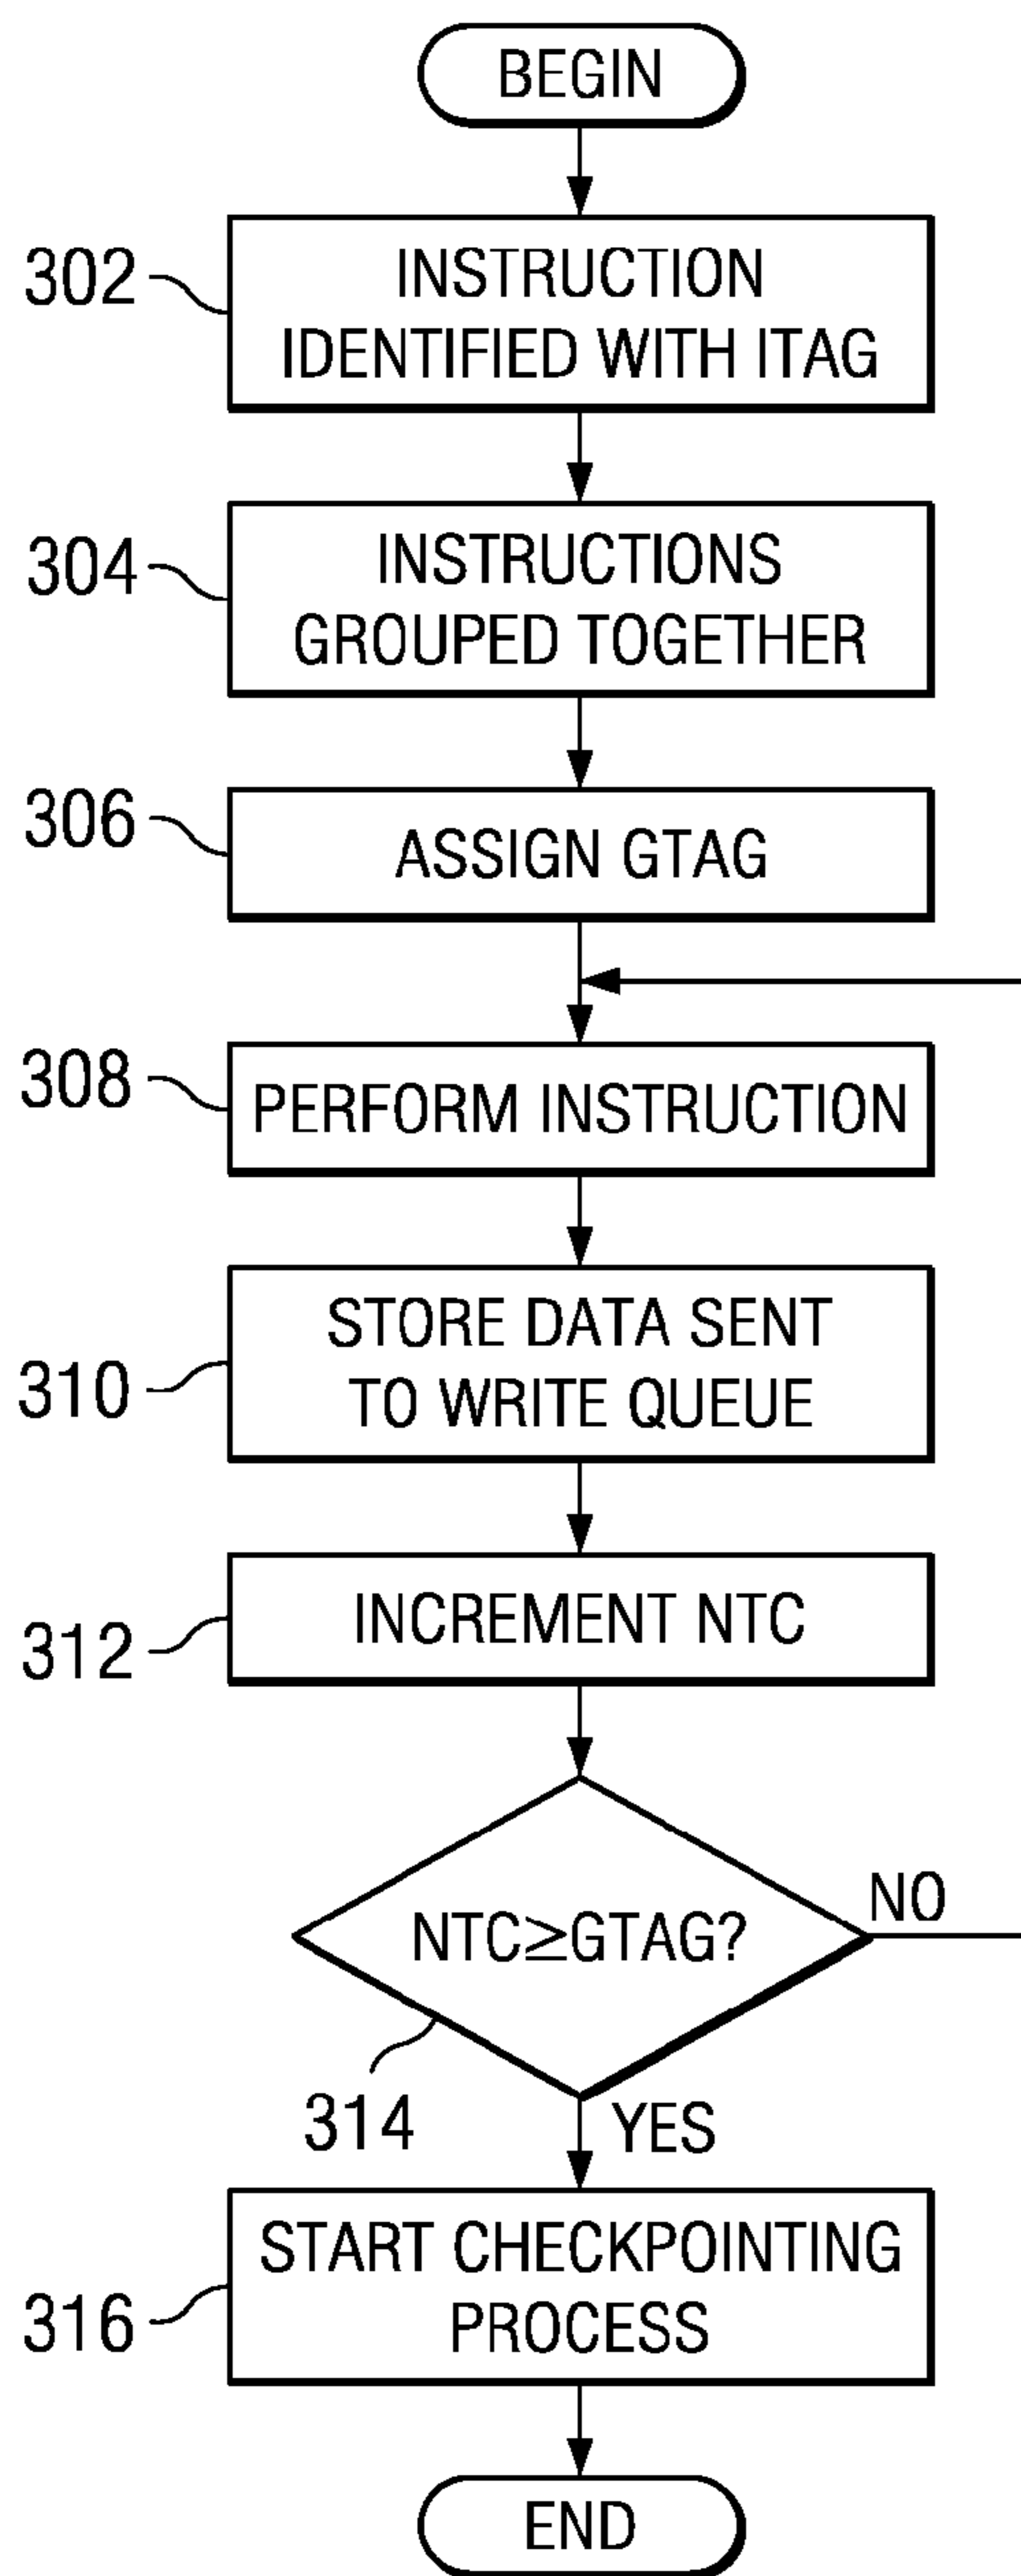 BEGIN
302
INSTRUCTION
IDENTIFIED WITH ITAG
304
INSTRUCTIONS
GROUPED TOGETHER
306
ASSIGN GTAG
308
PERFORM INSTRUCTION
310
STORE DATA SENT
TO WRITE QUEUE
312
INCREMENT NTC
NTC≥GTAG?
NO
314
YES
316
START CHECKPOINTING
PROCESS
END